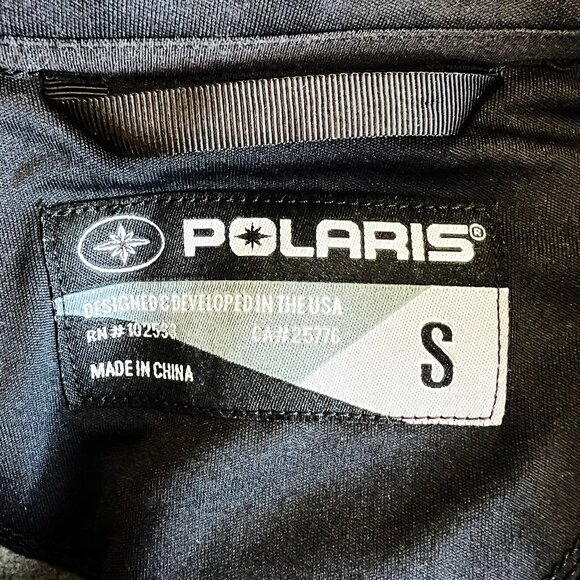 POLARIS®
DESIGNED & DEVELOPED IN THE USA
RN# 102533 CA# 25776
MADE IN CHINA
S